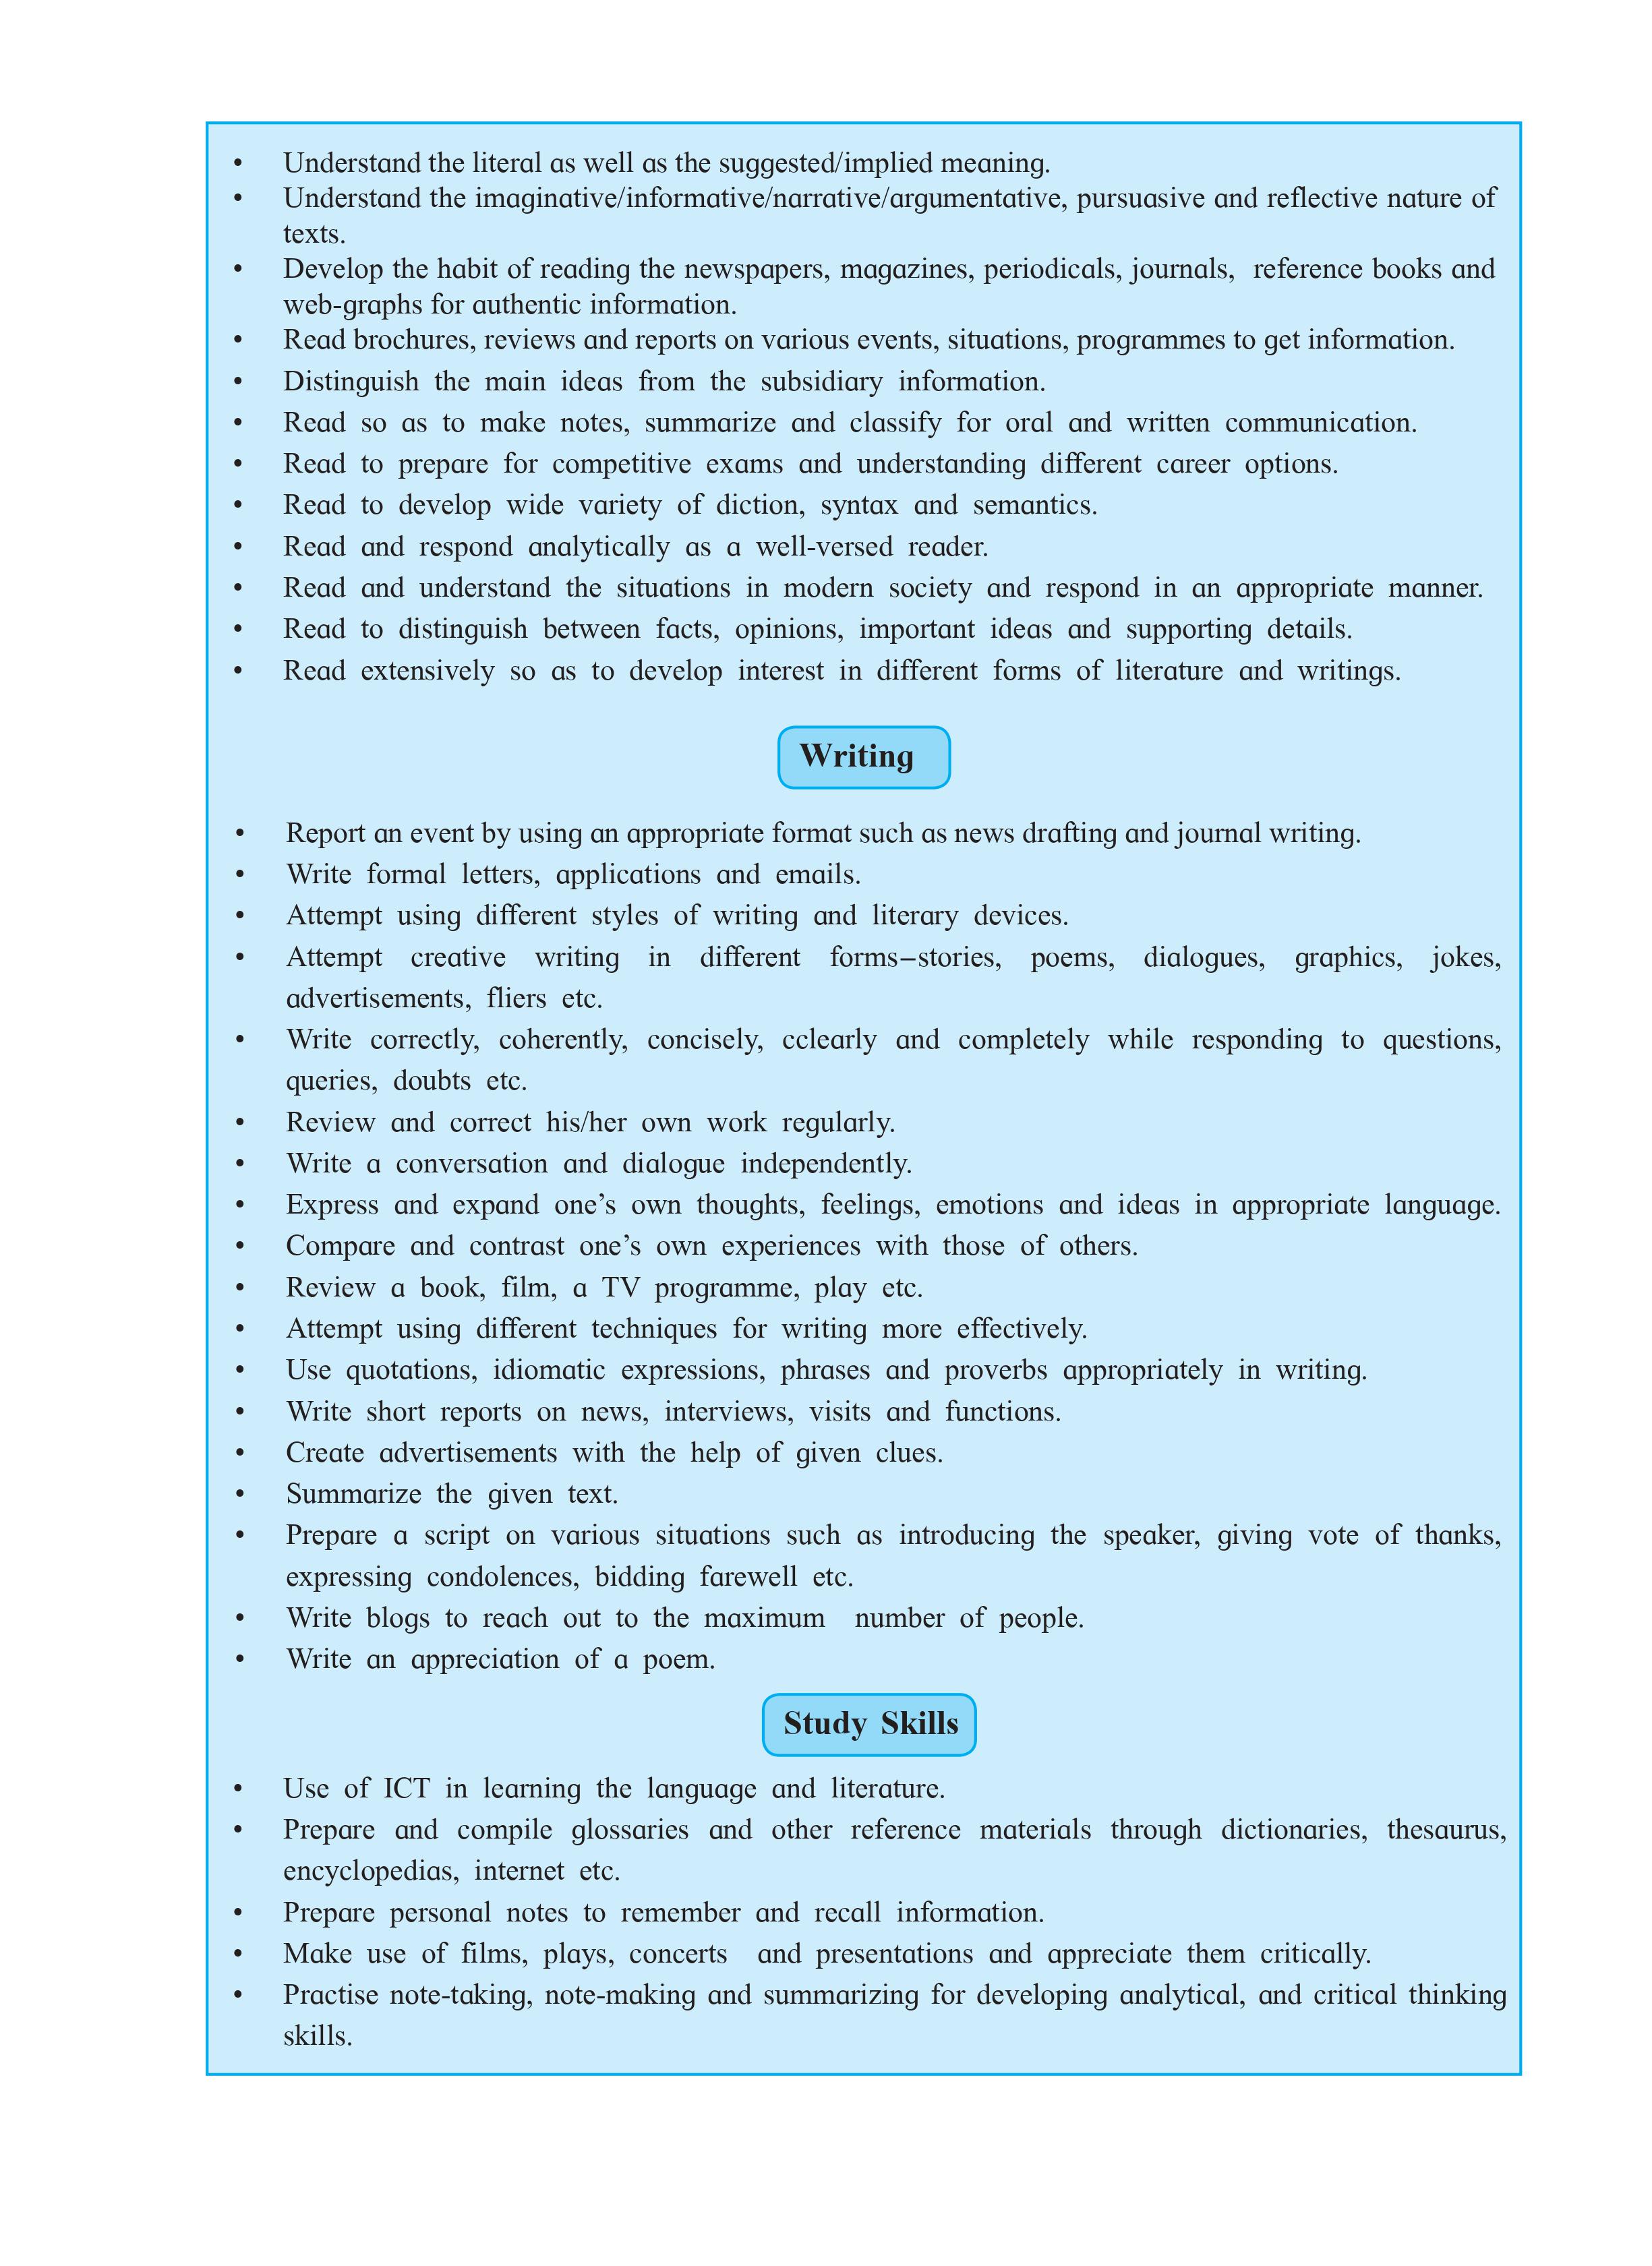 • Understand the literal as well as the suggested/implied meaning.
• Understand the imaginative/informative/narrative/argumentative, pursuasive and reflective nature of
texts.
• Develop the habit of reading the newspapers, magazines, periodicals, journals, reference books and
web-graphs for authentic information.
• Read brochures, reviews and reports on various events, situations, programmes to get information.
• Distinguish the main ideas from the subsidiary information.
• Read so as to make notes, summarize and classify for oral and written communication.
• Read to prepare for competitive exams and understanding different career options.
• Read to develop wide variety of diction, syntax and semantics.
• Read and respond analytically as a well-versed reader.
• Read and understand the situations in modern society and respond in an appropriate manner.
• Read to distinguish between facts, opinions, important ideas and supporting details.
• Read extensively so as to develop interest in different forms of literature and writings.
Writing
• Report an event by using an appropriate format such as news drafting and journal writing.
• Write formal letters, applications and emails.
• Attempt using different styles of writing and literary devices.
• Attempt creative writing in different forms–stories, poems, dialogues, graphics, jokes,
advertisements, fliers etc.
• Write correctly, coherently, concisely, cclearly and completely while responding to questions,
queries, doubts etc.
• Review and correct his/her own work regularly.
• Write a conversation and dialogue independently.
• Express and expand one’s own thoughts, feelings, emotions and ideas in appropriate language.
• Compare and contrast one’s own experiences with those of others.
• Review a book, film, a TV programme, play etc.
• Attempt using different techniques for writing more effectively.
• Use quotations, idiomatic expressions, phrases and proverbs appropriately in writing.
• Write short reports on news, interviews, visits and functions.
• Create advertisements with the help of given clues.
• Summarize the given text.
• Prepare a script on various situations such as introducing the speaker, giving vote of thanks,
expressing condolences, bidding farewell etc.
• Write blogs to reach out to the maximum number of people.
• Write an appreciation of a poem.
Study Skills
• Use of ICT in learning the language and literature.
• Prepare and compile glossaries and other reference materials through dictionaries, thesaurus,
encyclopedias, internet etc.
• Prepare personal notes to remember and recall information.
• Make use of films, plays, concerts and presentations and appreciate them critically.
• Practise note-taking, note-making and summarizing for developing analytical, and critical thinking
skills.